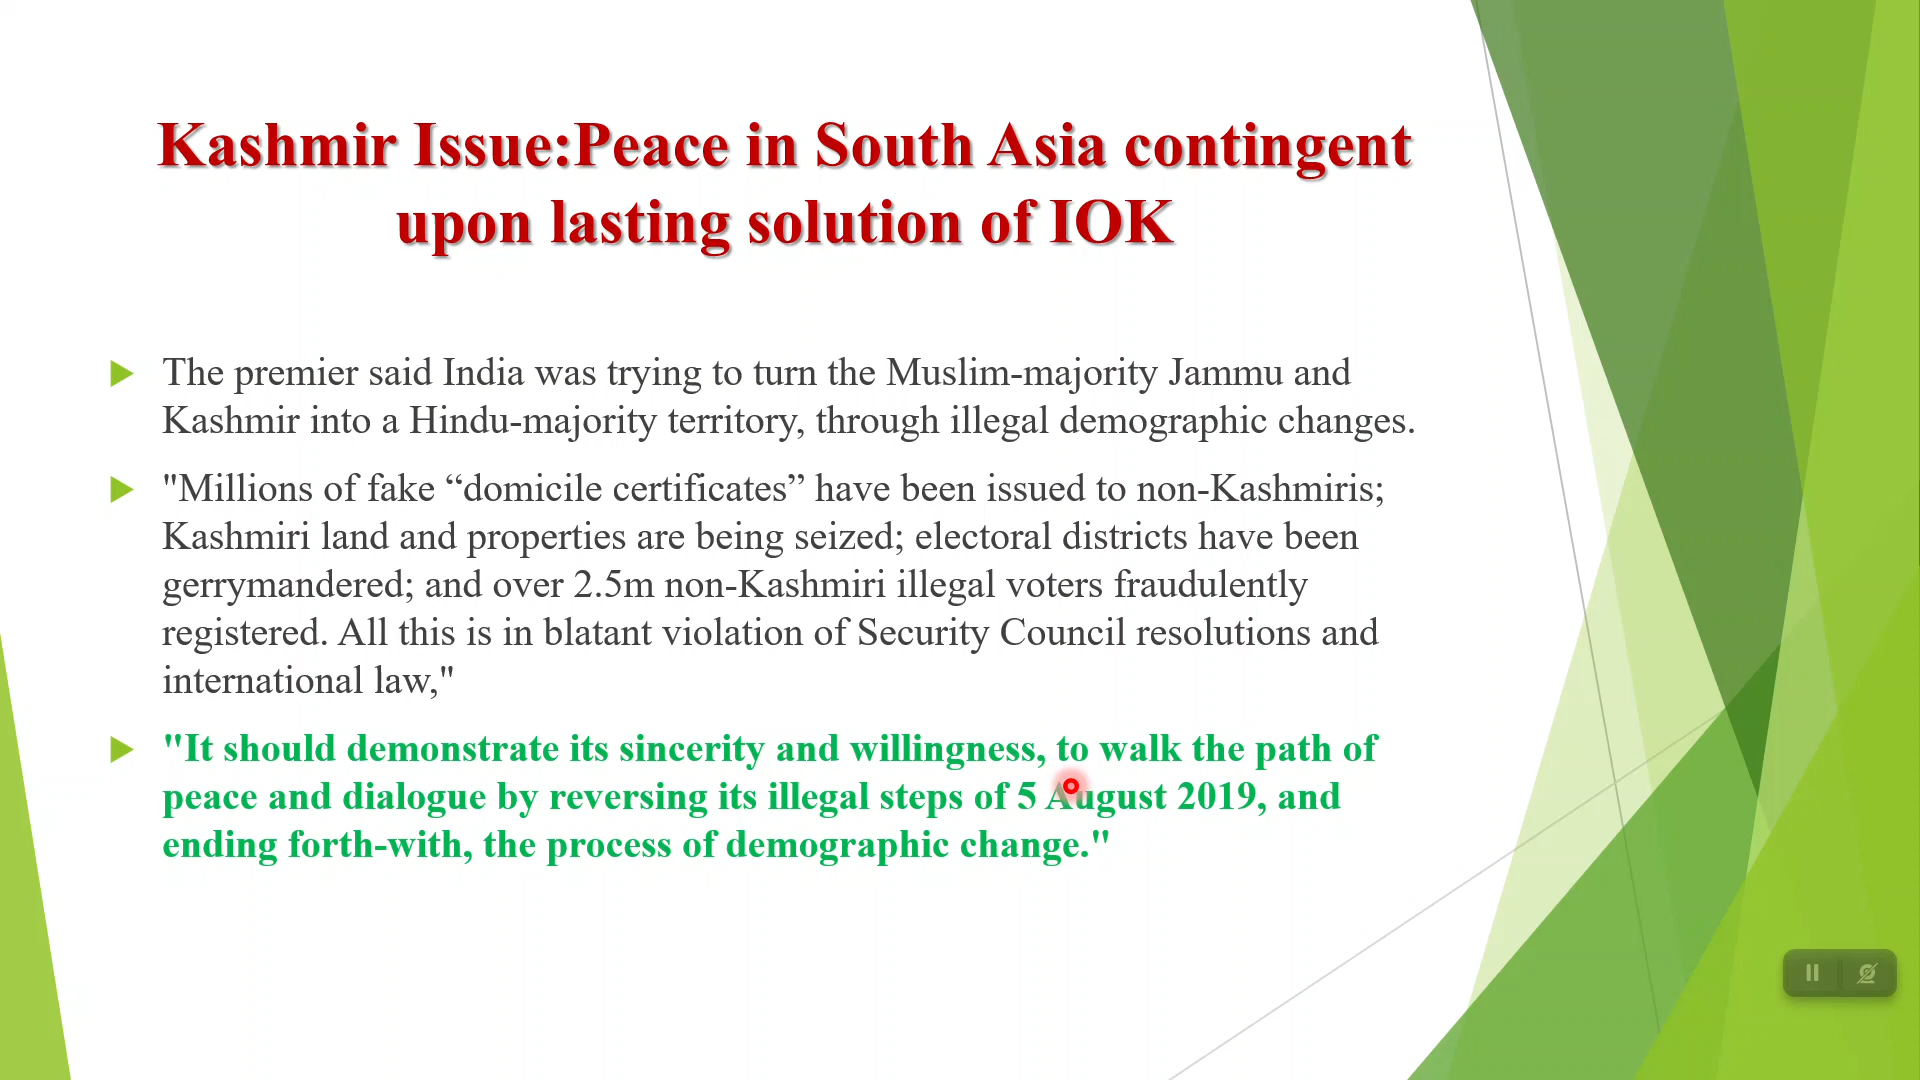 Kashmir Issue:Peace in South Asia contingent
upon lasting solution of IOK
The premier said India was trying to turn the Muslim-majority Jammu and
Kashmir into a Hindu-majority territory, through illegal demographic changes.
"Millions of fake “domicile certificates” have been issued to non-Kashmiris;
Kashmiri land and properties are being seized; electoral districts have been
gerrymandered; and over 2.5m non-Kashmiri illegal voters fraudulently
registered. All this is in blatant violation of Security Council resolutions and
international law,"
"It should demonstrate its sincerity and willingness, to walk the path of
peace and dialogue by reversing its illegal steps of 5 August 2019, and
ending forth-with, the process of demographic change."